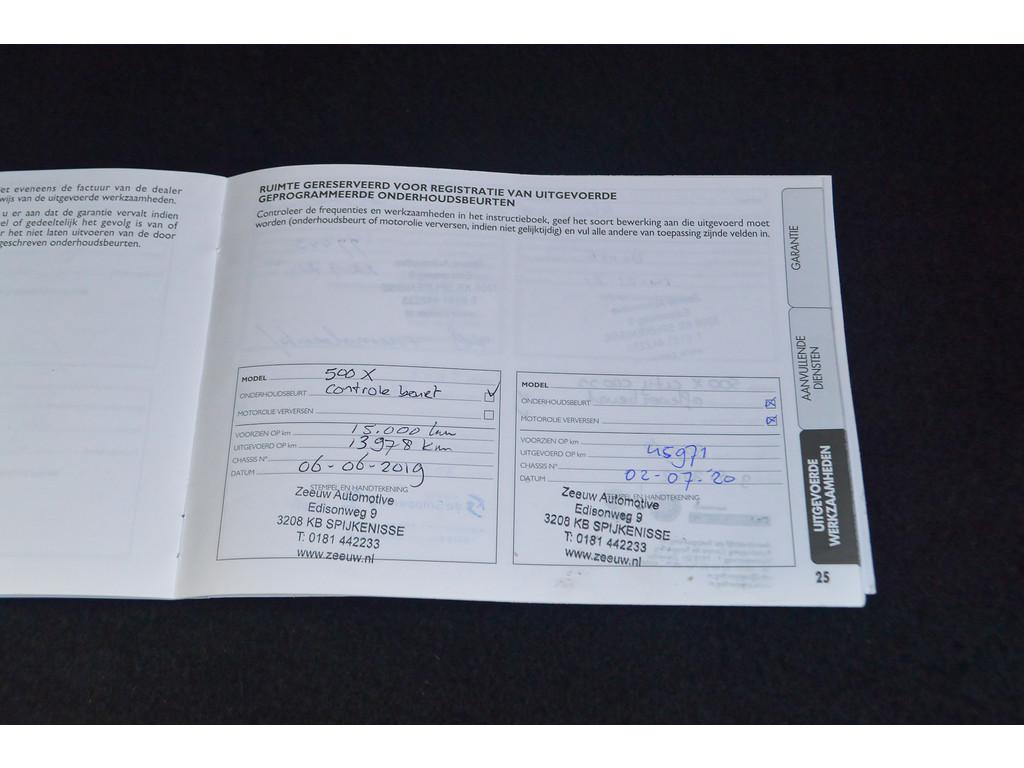 et eveneens de factuur van de dealer
wijs van de uitgevoerde werkzaamheden.
u er aan dat de garantie vervalt indien
el of gedeeltelijk het gevolg is van of
r het niet laten uitvoeren van de door
geschreven onderhoudsbeurten.
RUIMTE GERESERVEERD VOOR REGISTRATIE VAN UITGEVOERDE
GEPROGRAMMEERDE ONDERHOUDSBEURTEN
Controleer de frequenties en werkzaamheden in het instructieboek, geef het soort bewerking aan die uitgevoerd moet
worden (onderhoudsbeurt of motorolie verversen, indien niet gelijktijdig) en vul alle andere van toepassing zijnde velden in.
MODEL 500 X
ONDERHOUDSBEURT controle beurt
MOTOROLIE VERVERSEN
VOORZIEN OP km 15.000 km
UITGEVOERD OP km 13978 km
CHASSIS N°
DATUM 06-06-2019
STEMPEL EN HANDTEKENING
Zeeuw Automotive
Edisonweg 9
3208 KB SPIJKENISSE
T: 0181 442233
www.zeeuw.nl
MODEL
ONDERHOUDSBEURT
MOTOROLIE VERVERSEN
VOORZIEN OP km
UITGEVOERD OP km 45971
CHASSIS N°
DATUM 02-07-'20
STEMPEL EN HANDTEKENING
Zeeuw Automotive
Edisonweg 9
3208 KB SPIJKENISSE
T: 0181 442233
www.zeeuw.nl
GARANTIE
AANVULLENDE
DIENSTEN
UITGEVOERDE
WERKZAAMHEDEN
25